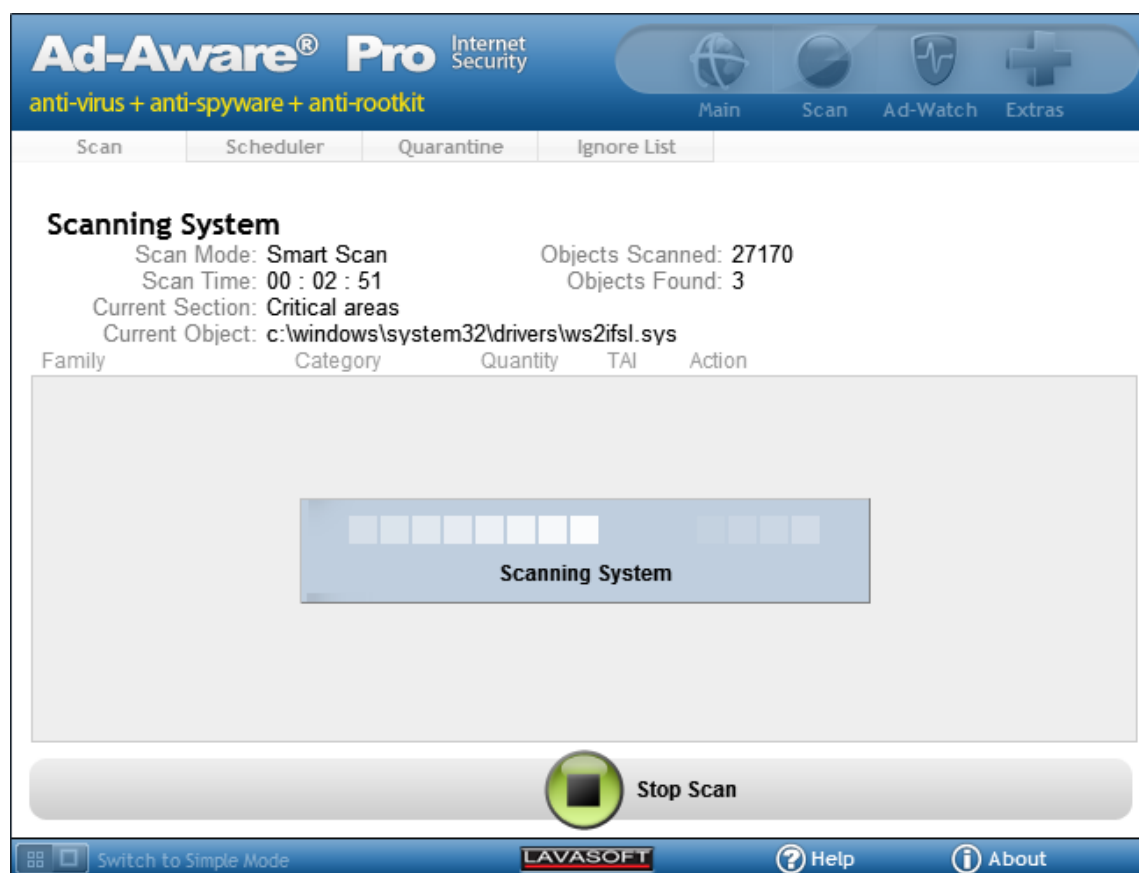 Ad-Aware® Pro Internet Security
anti-virus + anti-spyware + anti-rootkit
Main Scan Ad-Watch Extras
Scan Scheduler Quarantine Ignore List
Scanning System
Scan Mode: Smart Scan Objects Scanned: 27170
Scan Time: 00 : 02 : 51 Objects Found: 3
Current Section: Critical areas
Current Object: c:\windows\system32\drivers\ws2ifsl.sys
Family Category Quantity TAI Action
Scanning System
Stop Scan
Switch to Simple Mode LAVASOFT Help About